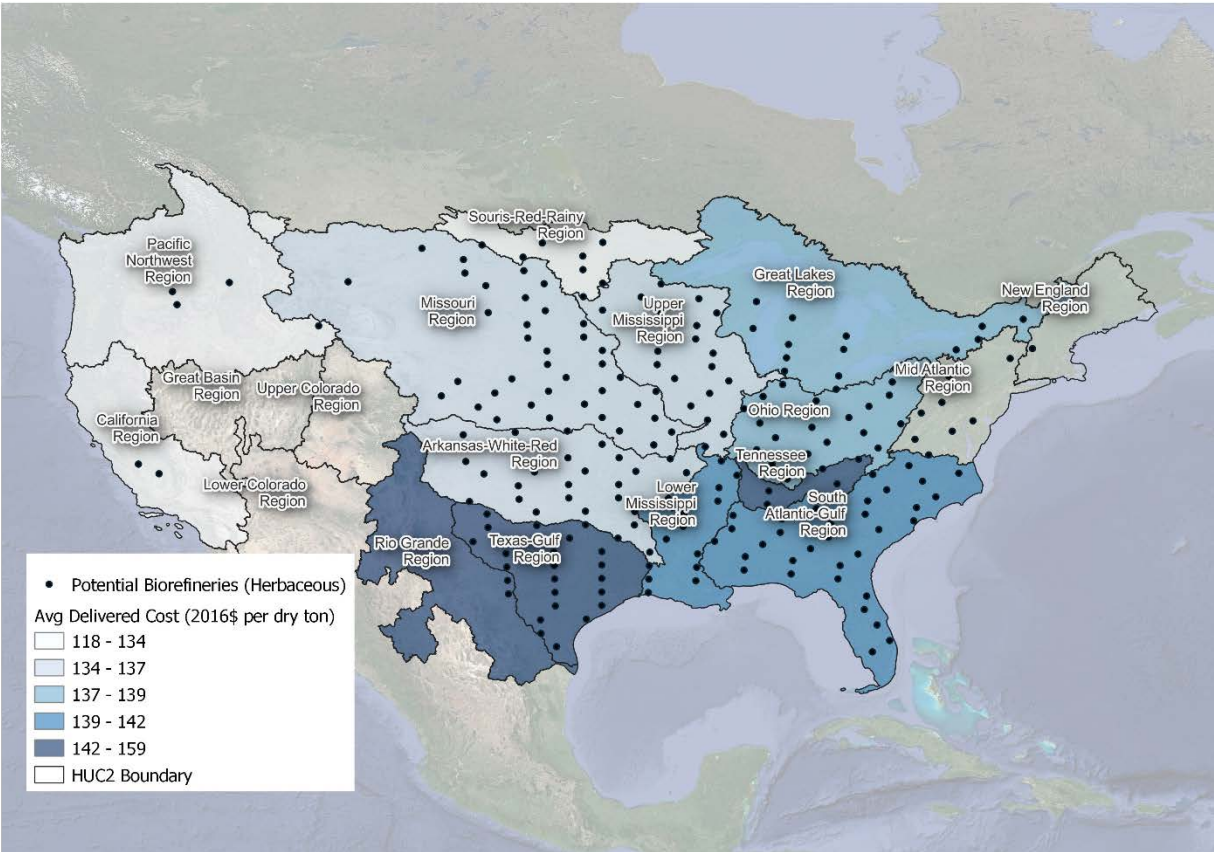 Souris-Red-Rainy
Region
Pacific
Northwest
Region
Great Lakes
Region
New England
Region
Missouri
Region
Upper
Mississippi
Region
Mid Atlantic
Region
Great Basin
Region
Upper Colorado
Region
California
Region
Ohio Region
Arkansas-White-Red
Region
Tennessee
Region
Lower Colorado
Region
Lower
Mississippi
Region
South
Atlantic-Gulf
Region
Rio Grande
Region
Texas-Gulf
Region
Potential Biorefineries (Herbaceous)
Avg Delivered Cost (2016$ per dry ton)
118 - 134
134 - 137
137 - 139
139 - 142
142 - 159
HUC2 Boundary